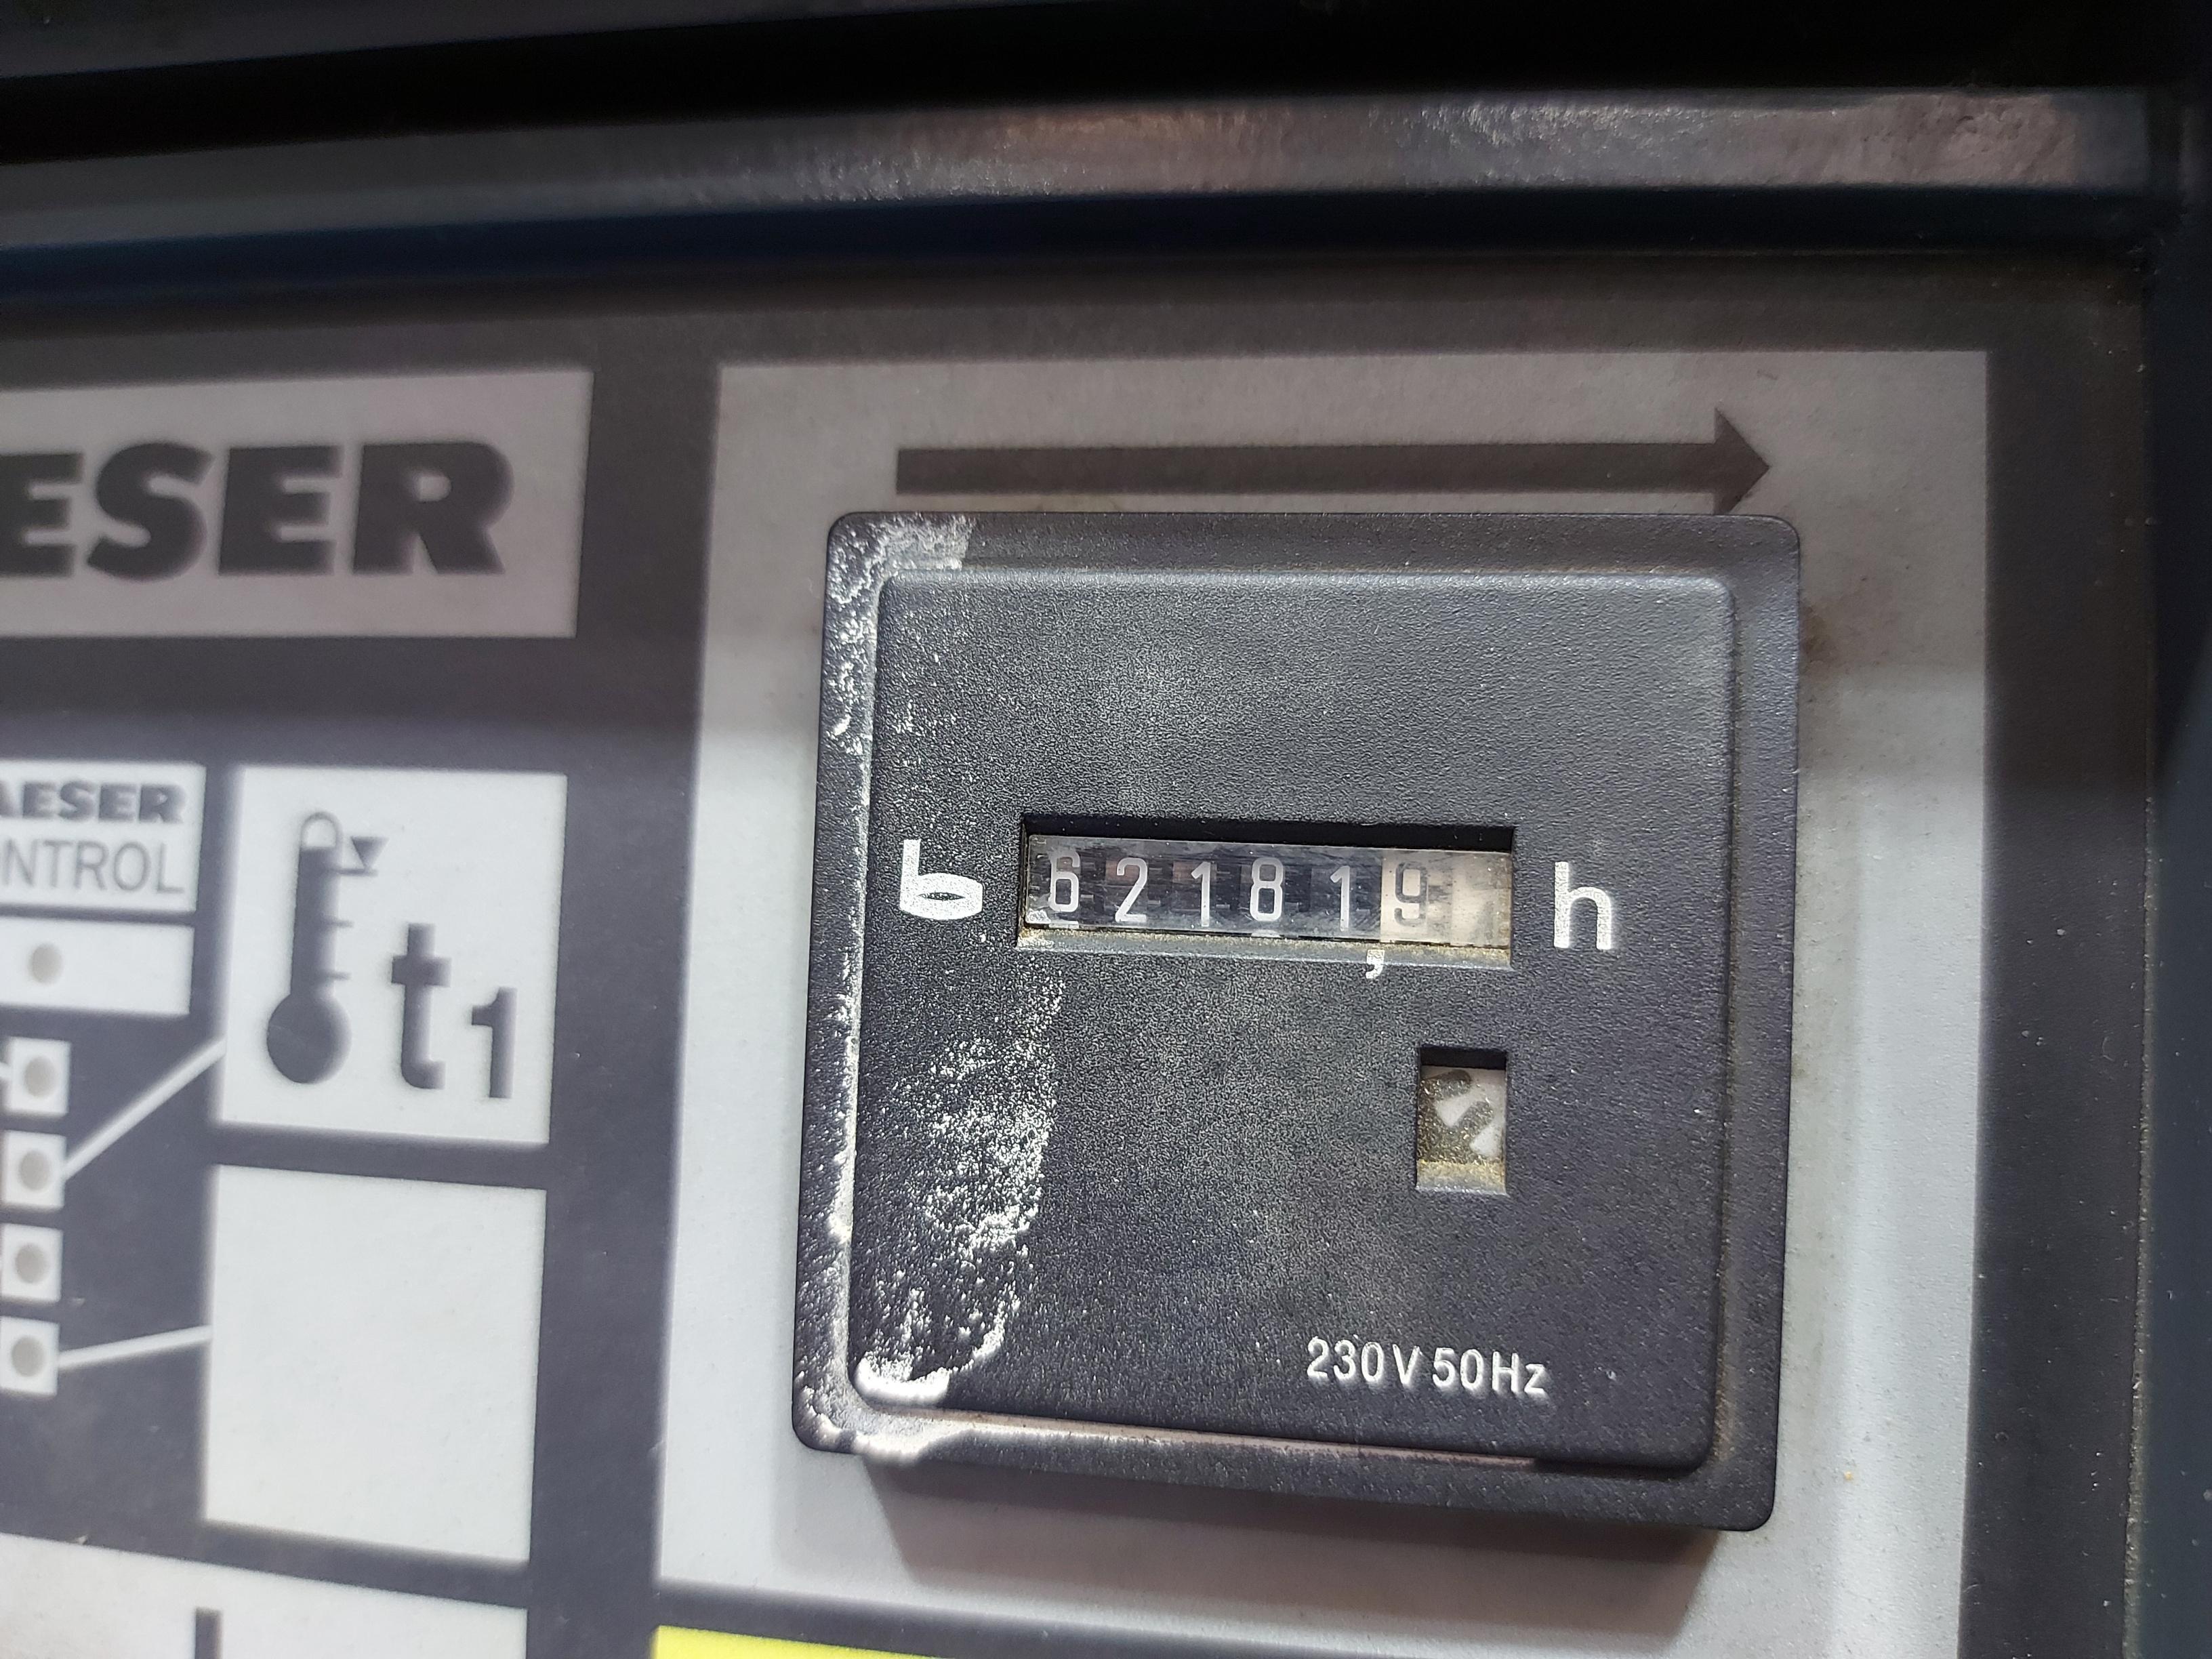 ESER
AESER
NTROL
t1
621819 h
,
230V 50Hz